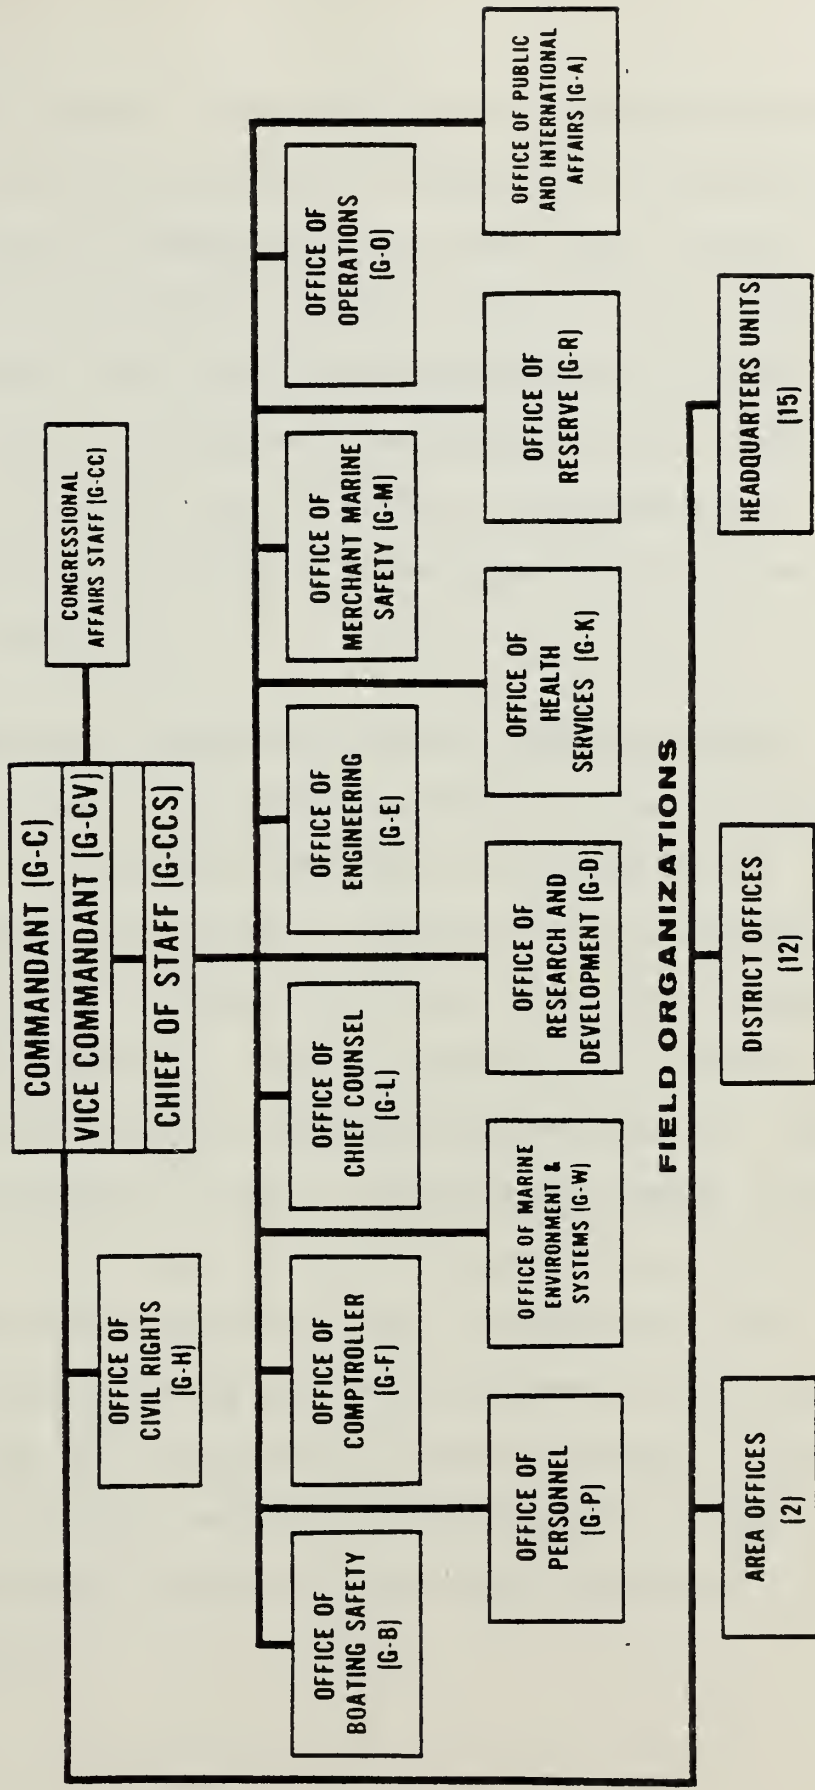 COMMANDANT (G-C)
VICE COMMANDANT (G-CV)
CHIEF OF STAFF (G-CCS)
CONGRESSIONAL
AFFAIRS STAFF (G-CC)
OFFICE OF
CIVIL RIGHTS
(G-H)
OFFICE OF
BOATING SAFETY
(G-B)
OFFICE OF
COMPTROLLER
(G-F)
OFFICE OF
CHIEF COUNSEL
(G-L)
OFFICE OF
ENGINEERING
(G-E)
OFFICE OF
MERCHANT MARINE
SAFETY (G-M)
OFFICE OF
OPERATIONS
(G-O)
OFFICE OF
PERSONNEL
(G-P)
OFFICE OF MARINE
ENVIRONMENT &
SYSTEMS (G-W)
OFFICE OF
RESEARCH AND
DEVELOPMENT (G-D)
OFFICE OF
HEALTH
SERVICES (G-K)
OFFICE OF
RESERVE (G-R)
OFFICE OF PUBLIC
AND INTERNATIONAL
AFFAIRS (G-A)
FIELD ORGANIZATIONS
AREA OFFICES
(2)
DISTRICT OFFICES
(12)
HEADQUARTERS UNITS
(15)